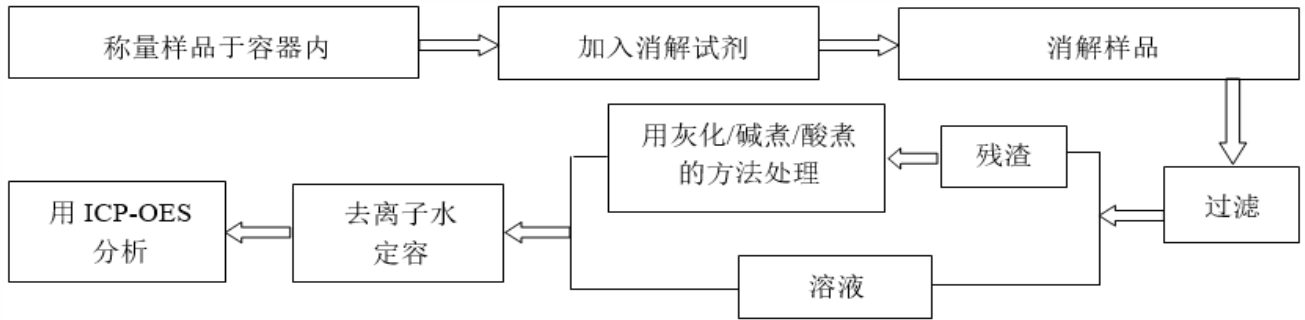 称量样品于容器内
加入消解试剂
消解样品
过滤
残渣
用灰化/碱煮/酸煮
的方法处理
溶液
去离子水
定容
用 ICP-OES
分析